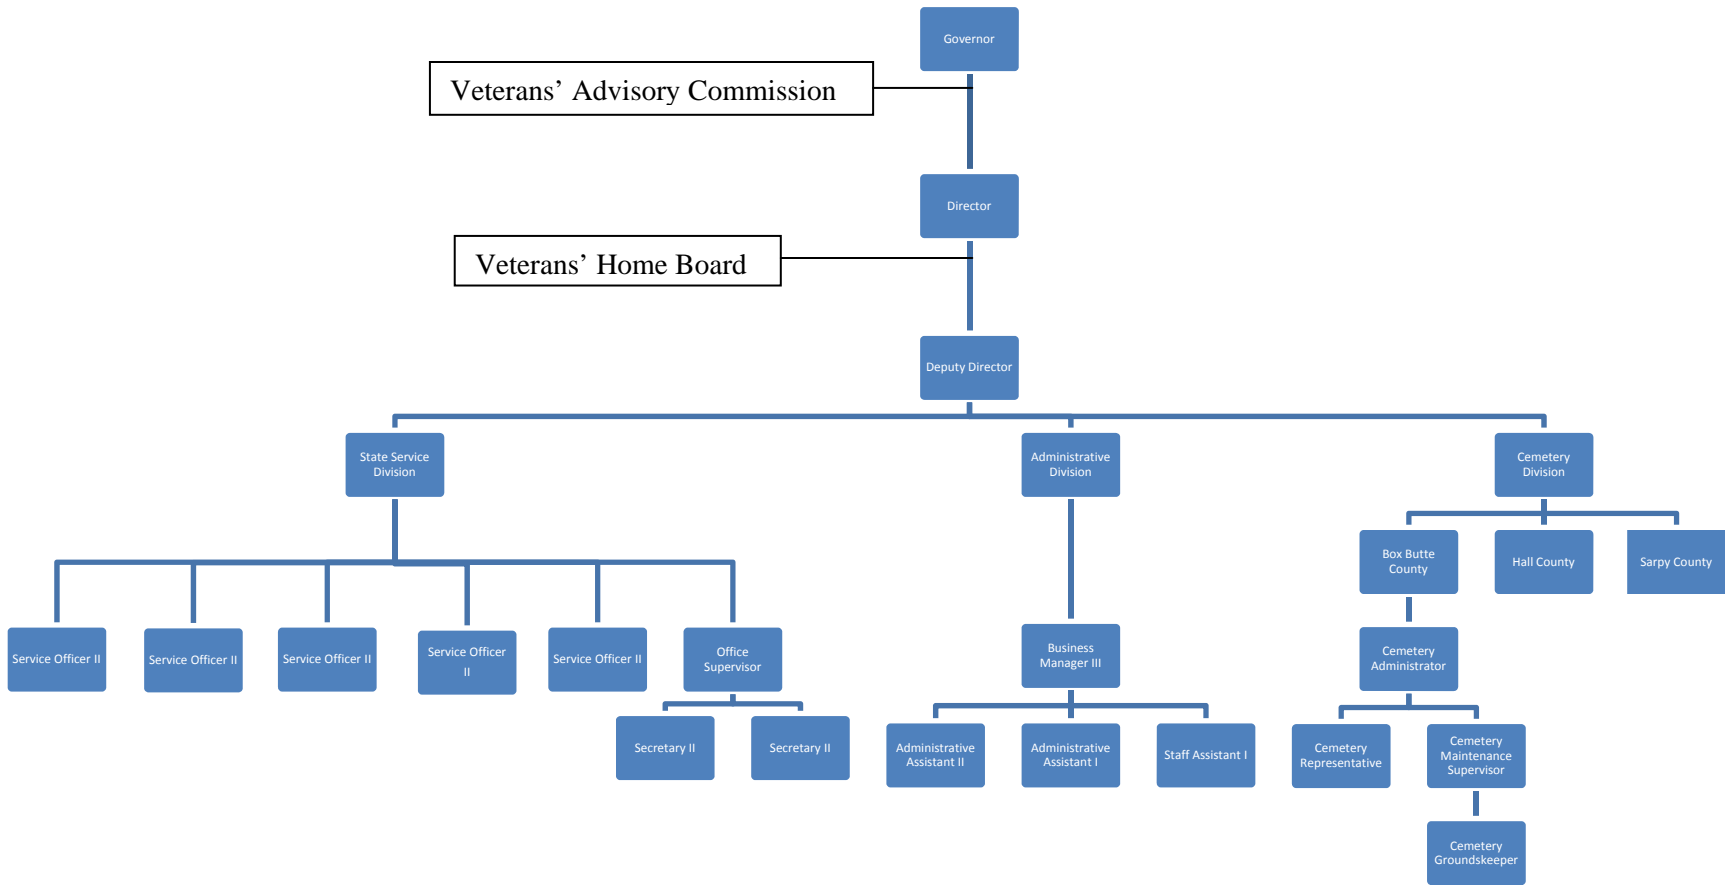 Governor
Veterans’ Advisory Commission
Director
Veterans’ Home Board
Deputy Director
State Service
Division
Administrative
Division
Cemetery
Division
Box Butte
County
Hall County
Sarpy County
Service Officer II
Service Officer II
Service Officer II
Service Officer
II
Service Officer II
Office
Supervisor
Business
Manager III
Cemetery
Administrator
Secretary II
Secretary II
Administrative
Assistant II
Administrative
Assistant I
Staff Assistant I
Cemetery
Representative
Cemetery
Maintenance
Supervisor
Cemetery
Groundskeeper